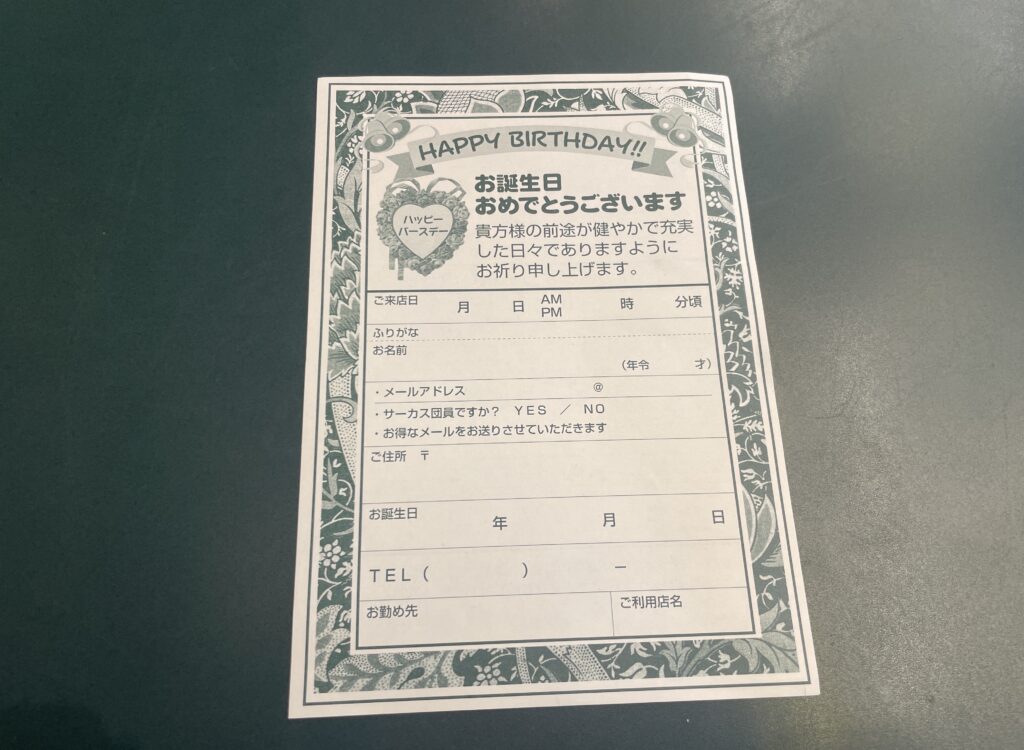 HAPPY BIRTHDAY!!
ハッピー
バースデー
お誕生日
おめでとうございます
貴方様の前途が健やかで充実
した日々でありますように
お祈り申し上げます。
ご来店日 月 日 AM PM 時 分頃
ふりがな
お名前
(年令 才)
・メールアドレス @
・サーカス団員ですか? YES / NO
・お得なメールをお送りさせていただきます
ご住所 〒
お誕生日 年 月 日
TEL( ) −
お勤め先 ご利用店名